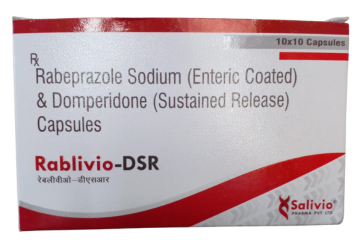 10x10 Capsules
Rx
Rabeprazole Sodium (Enteric Coated)
& Domperidone (Sustained Release)
Capsules
Rablivio-DSR
रेबलीवीओ-डीएसआर
Salivio
PHARMA PVT LTD